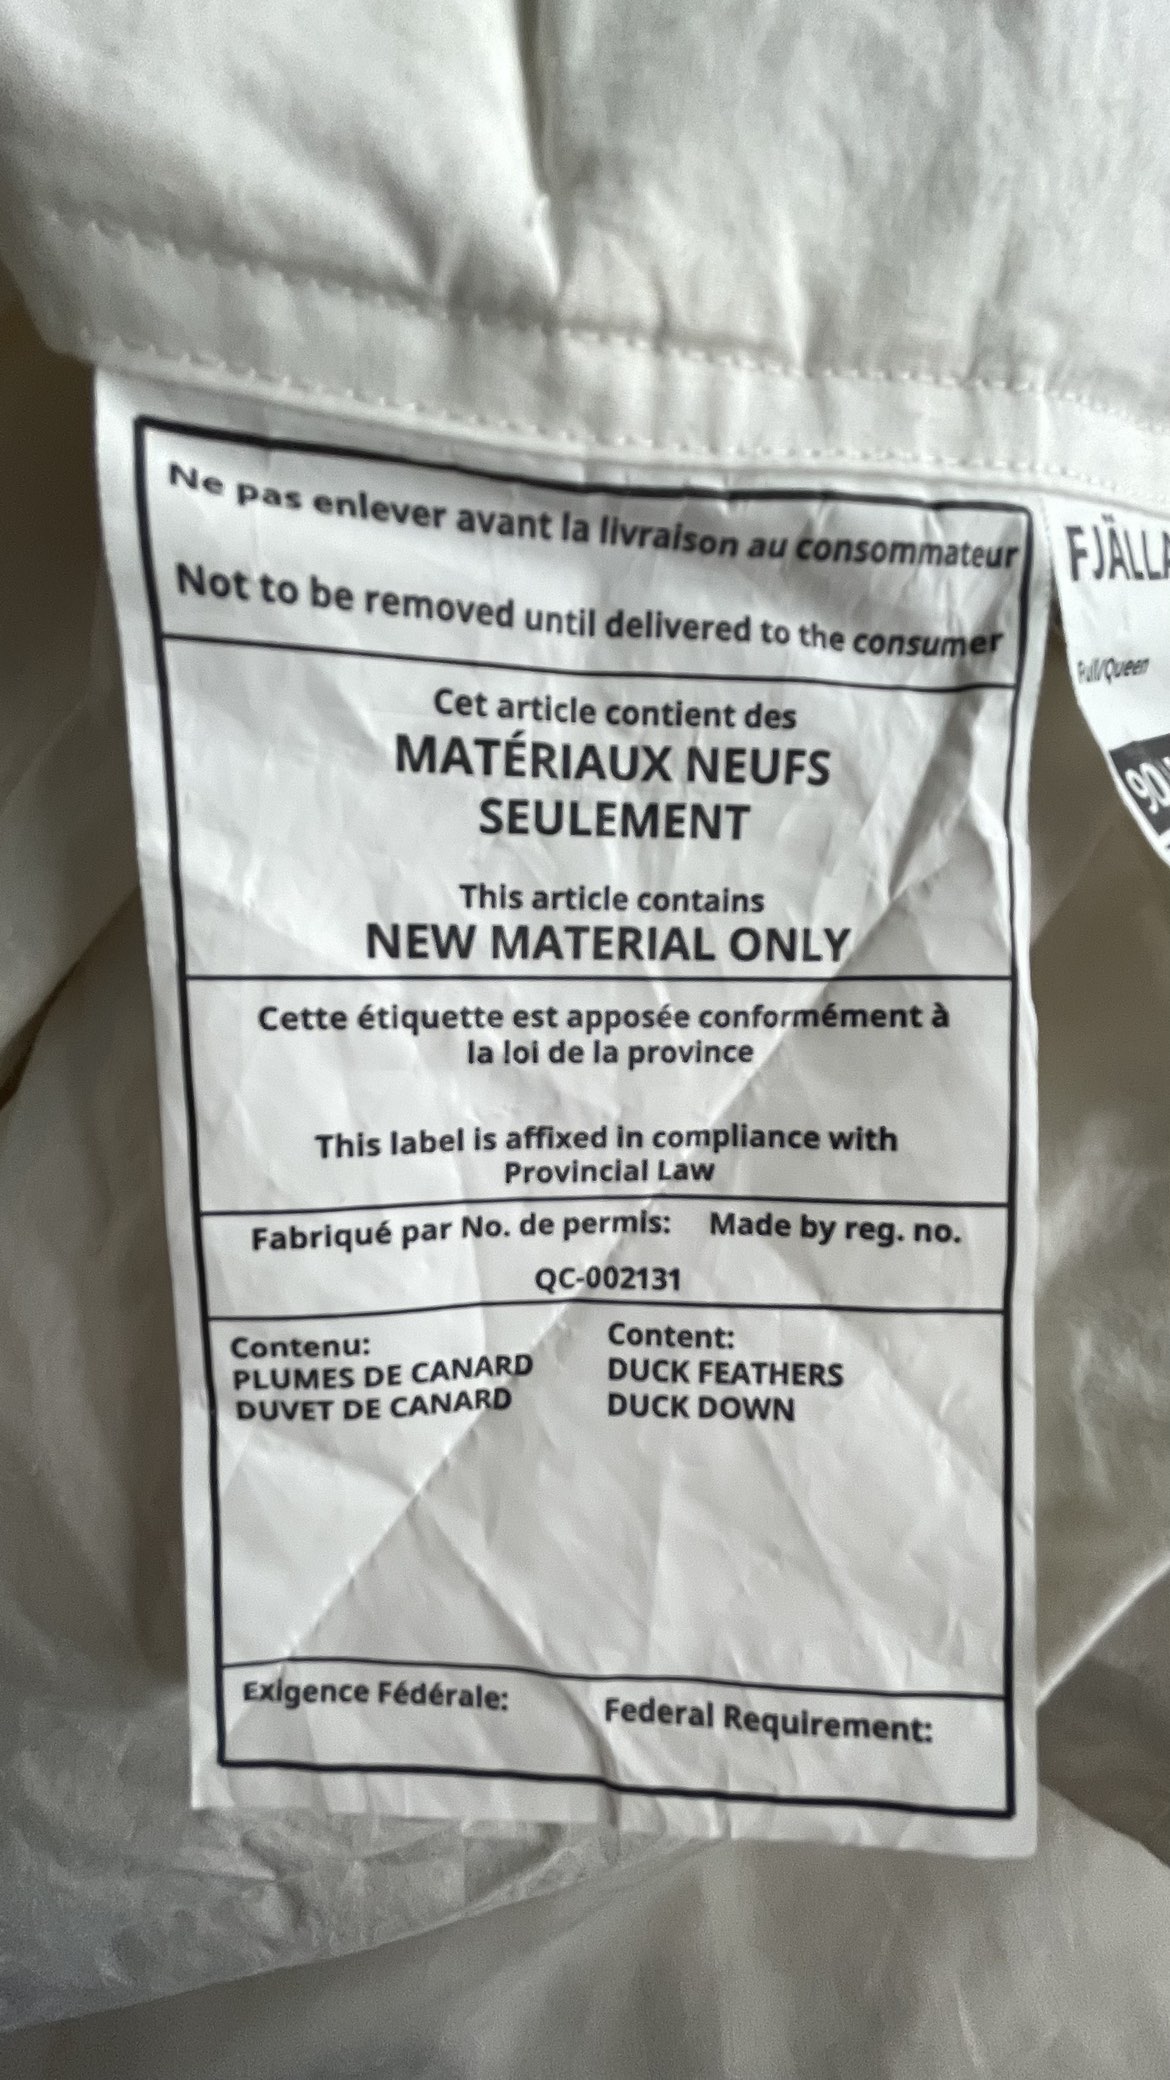 Ne pas enlever avant la livraison au consommateur
Not to be removed until delivered to the consumer
Cet article contient des
MATÉRIAUX NEUFS
SEULEMENT
This article contains
NEW MATERIAL ONLY
Cette étiquette est apposée conformément à
la loi de la province
This label is affixed in compliance with
Provincial Law
Fabriqué par No. de permis: Made by reg. no.
QC-002131
Contenu:
PLUMES DE CANARD
DUVET DE CANARD
Content:
DUCK FEATHERS
DUCK DOWN
Exigence Fédérale:
Federal Requirement:
FJÄLLA
Full/Queen
90